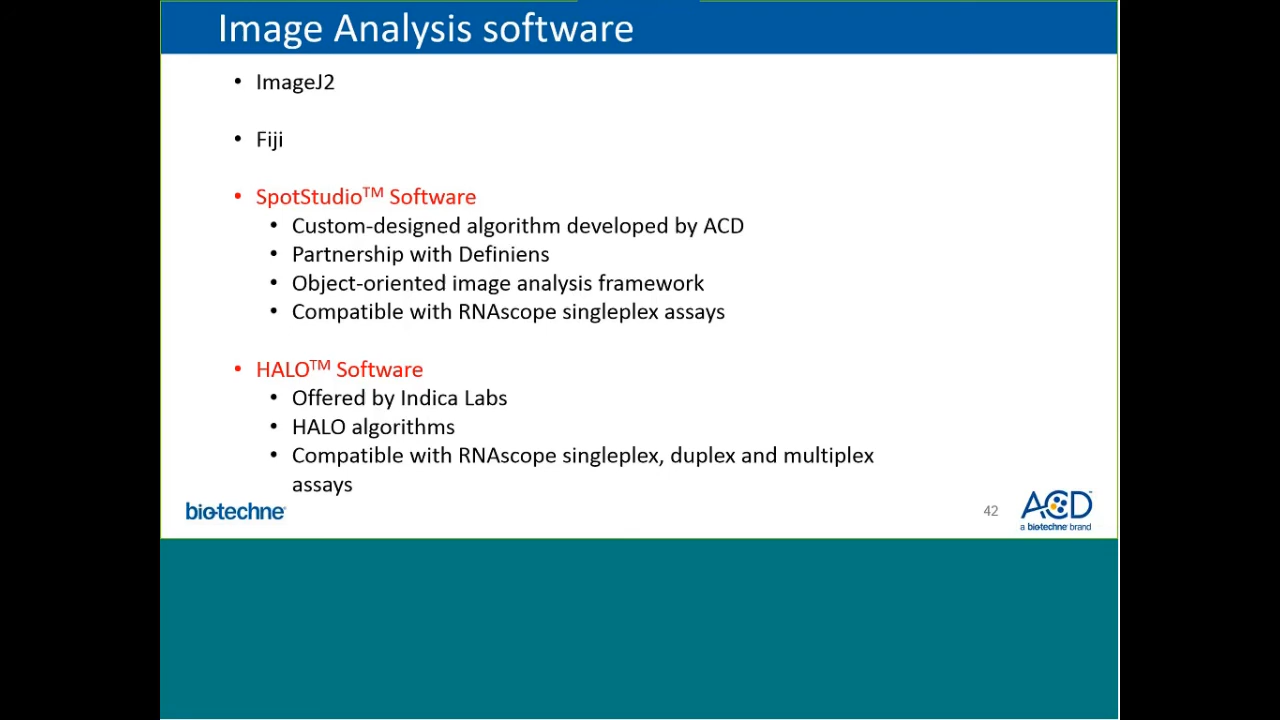 Image Analysis software
• ImageJ2
• Fiji
• SpotStudio™ Software
• Custom-designed algorithm developed by ACD
• Partnership with Definiens
• Object-oriented image analysis framework
• Compatible with RNAscope singleplex assays
• HALO™ Software
• Offered by Indica Labs
• HALO algorithms
• Compatible with RNAscope singleplex, duplex and multiplex
assays
bio-techne
42
ACD
a bio-techne brand